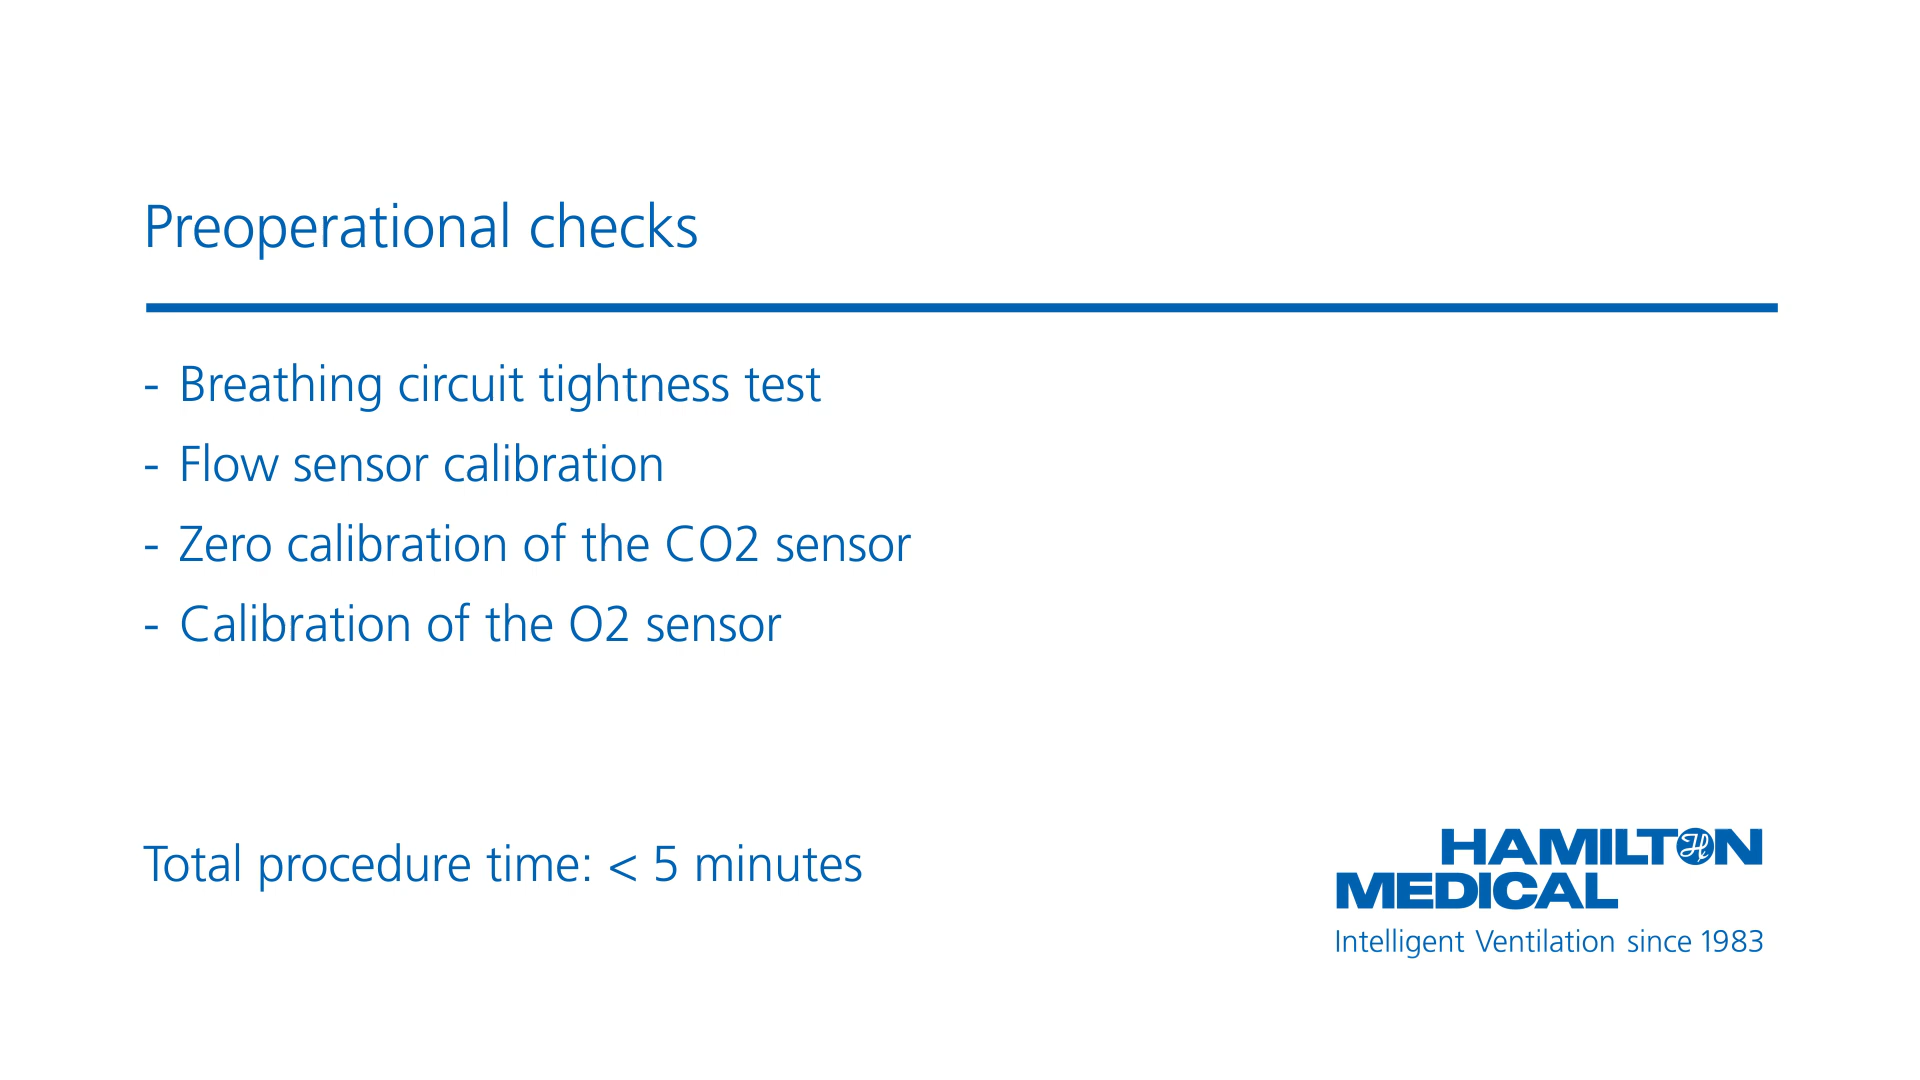 Preoperational checks
- Breathing circuit tightness test
- Flow sensor calibration
- Zero calibration of the CO2 sensor
- Calibration of the O2 sensor
Total procedure time: < 5 minutes
HAMILTON
MEDICAL
Intelligent Ventilation since 1983